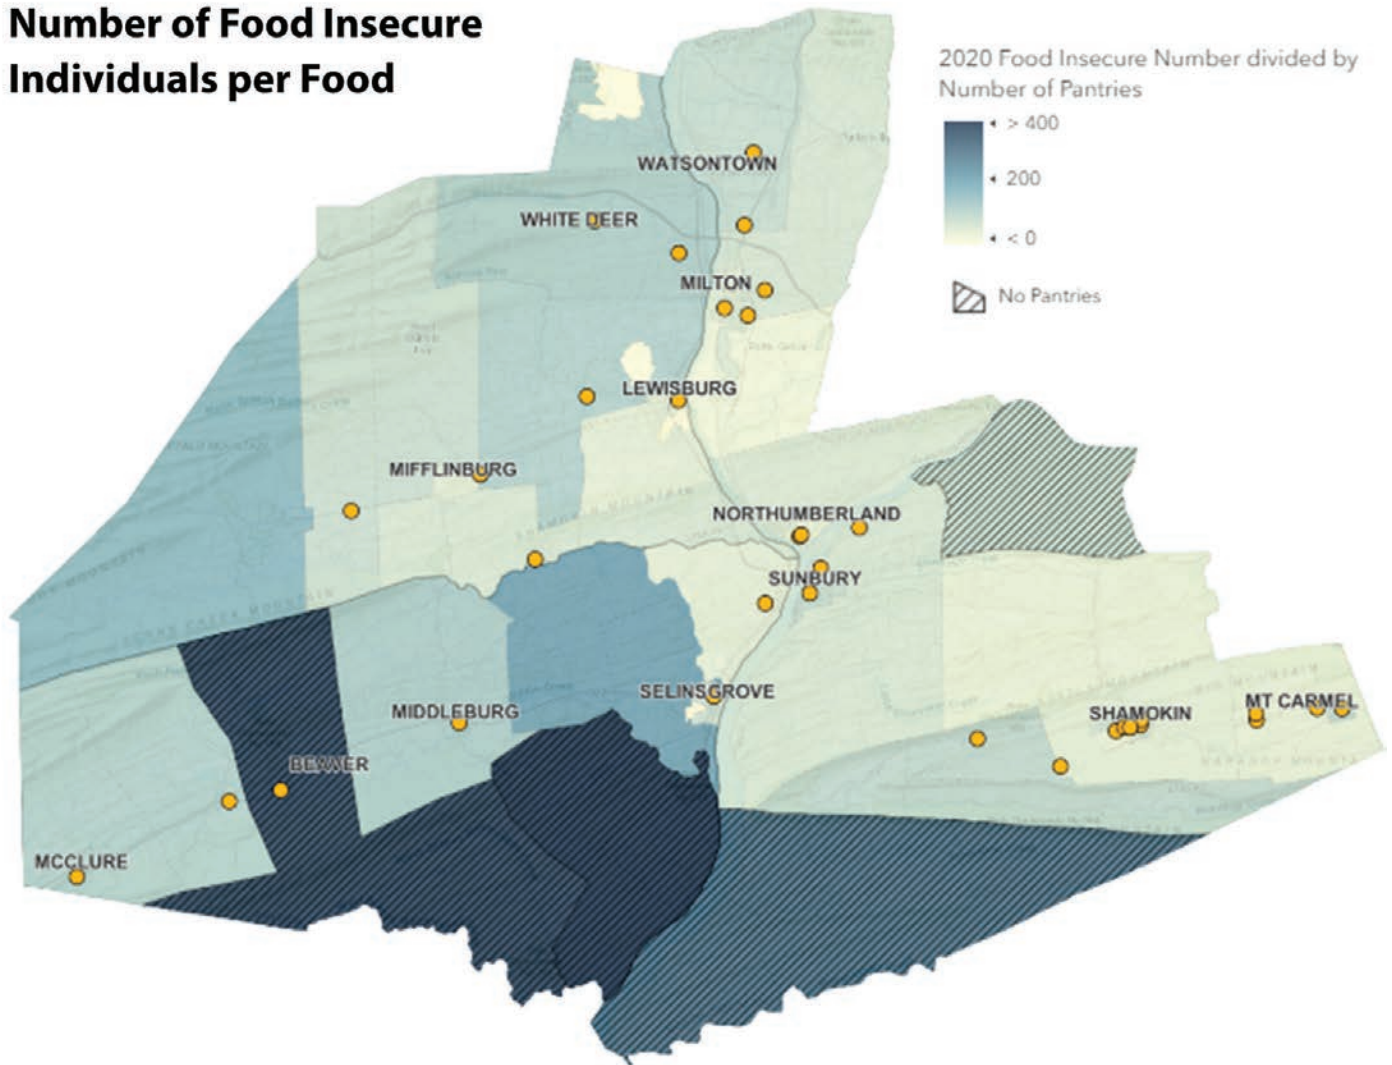 Number of Food Insecure
Individuals per Food
2020 Food Insecure Number divided by
Number of Pantries
> 400
200
< 0
No Pantries
WATSONTOWN
WHITE DEER
MILTON
LEWISBURG
MIFFLINBURG
NORTHUMBERLAND
SUNBURY
SELINSGROVE
MIDDLEBURG
SHAMOKIN
MT CARMEL
BEAVER
MCCLURE